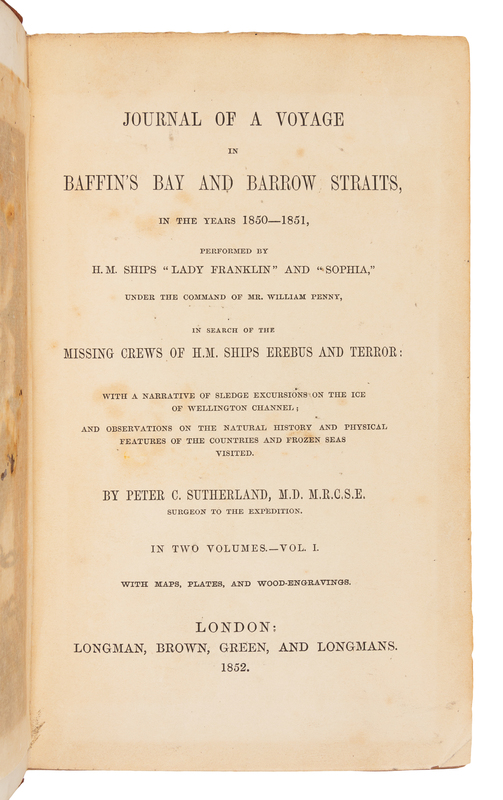 JOURNAL OF A VOYAGE
IN
BAFFIN'S BAY AND BARROW STRAITS,
IN THE YEARS 1850—1851,
PERFORMED BY
H. M. SHIPS "LADY FRANKLIN" AND "SOPHIA,"
UNDER THE COMMAND OF MR. WILLIAM PENNY,
IN SEARCH OF THE
MISSING CREWS OF H.M. SHIPS EREBUS AND TERROR:
WITH A NARRATIVE OF SLEDGE EXCURSIONS ON THE ICE
OF WELLINGTON CHANNEL;
AND OBSERVATIONS ON THE NATURAL HISTORY AND PHYSICAL
FEATURES OF THE COUNTRIES AND FROZEN SEAS
VISITED.
BY PETER C. SUTHERLAND, M.D. M.R.C.S.E.
SURGEON TO THE EXPEDITION.
IN TWO VOLUMES.—VOL. I.
WITH MAPS, PLATES, AND WOOD-ENGRAVINGS.
LONDON:
LONGMAN, BROWN, GREEN, AND LONGMANS.
1852.